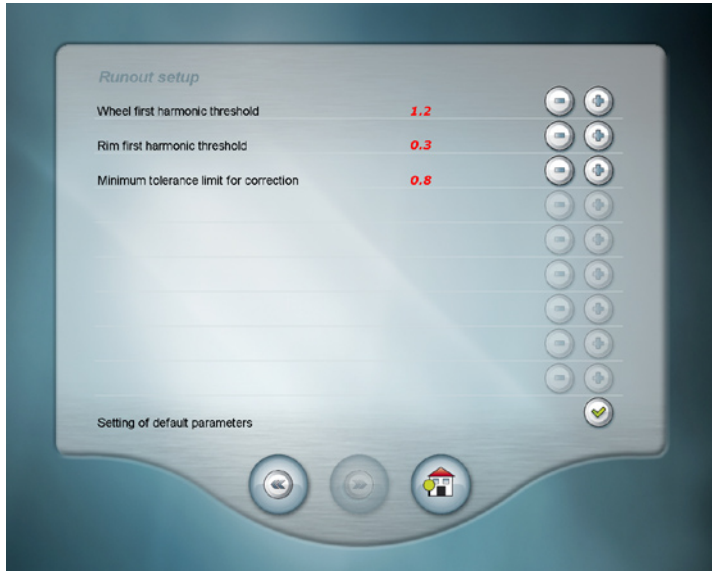 Runout setup
Wheel first harmonic threshold 1.2
Rim first harmonic threshold 0.3
Minimum tolerance limit for correction 0.8
Setting of default parameters